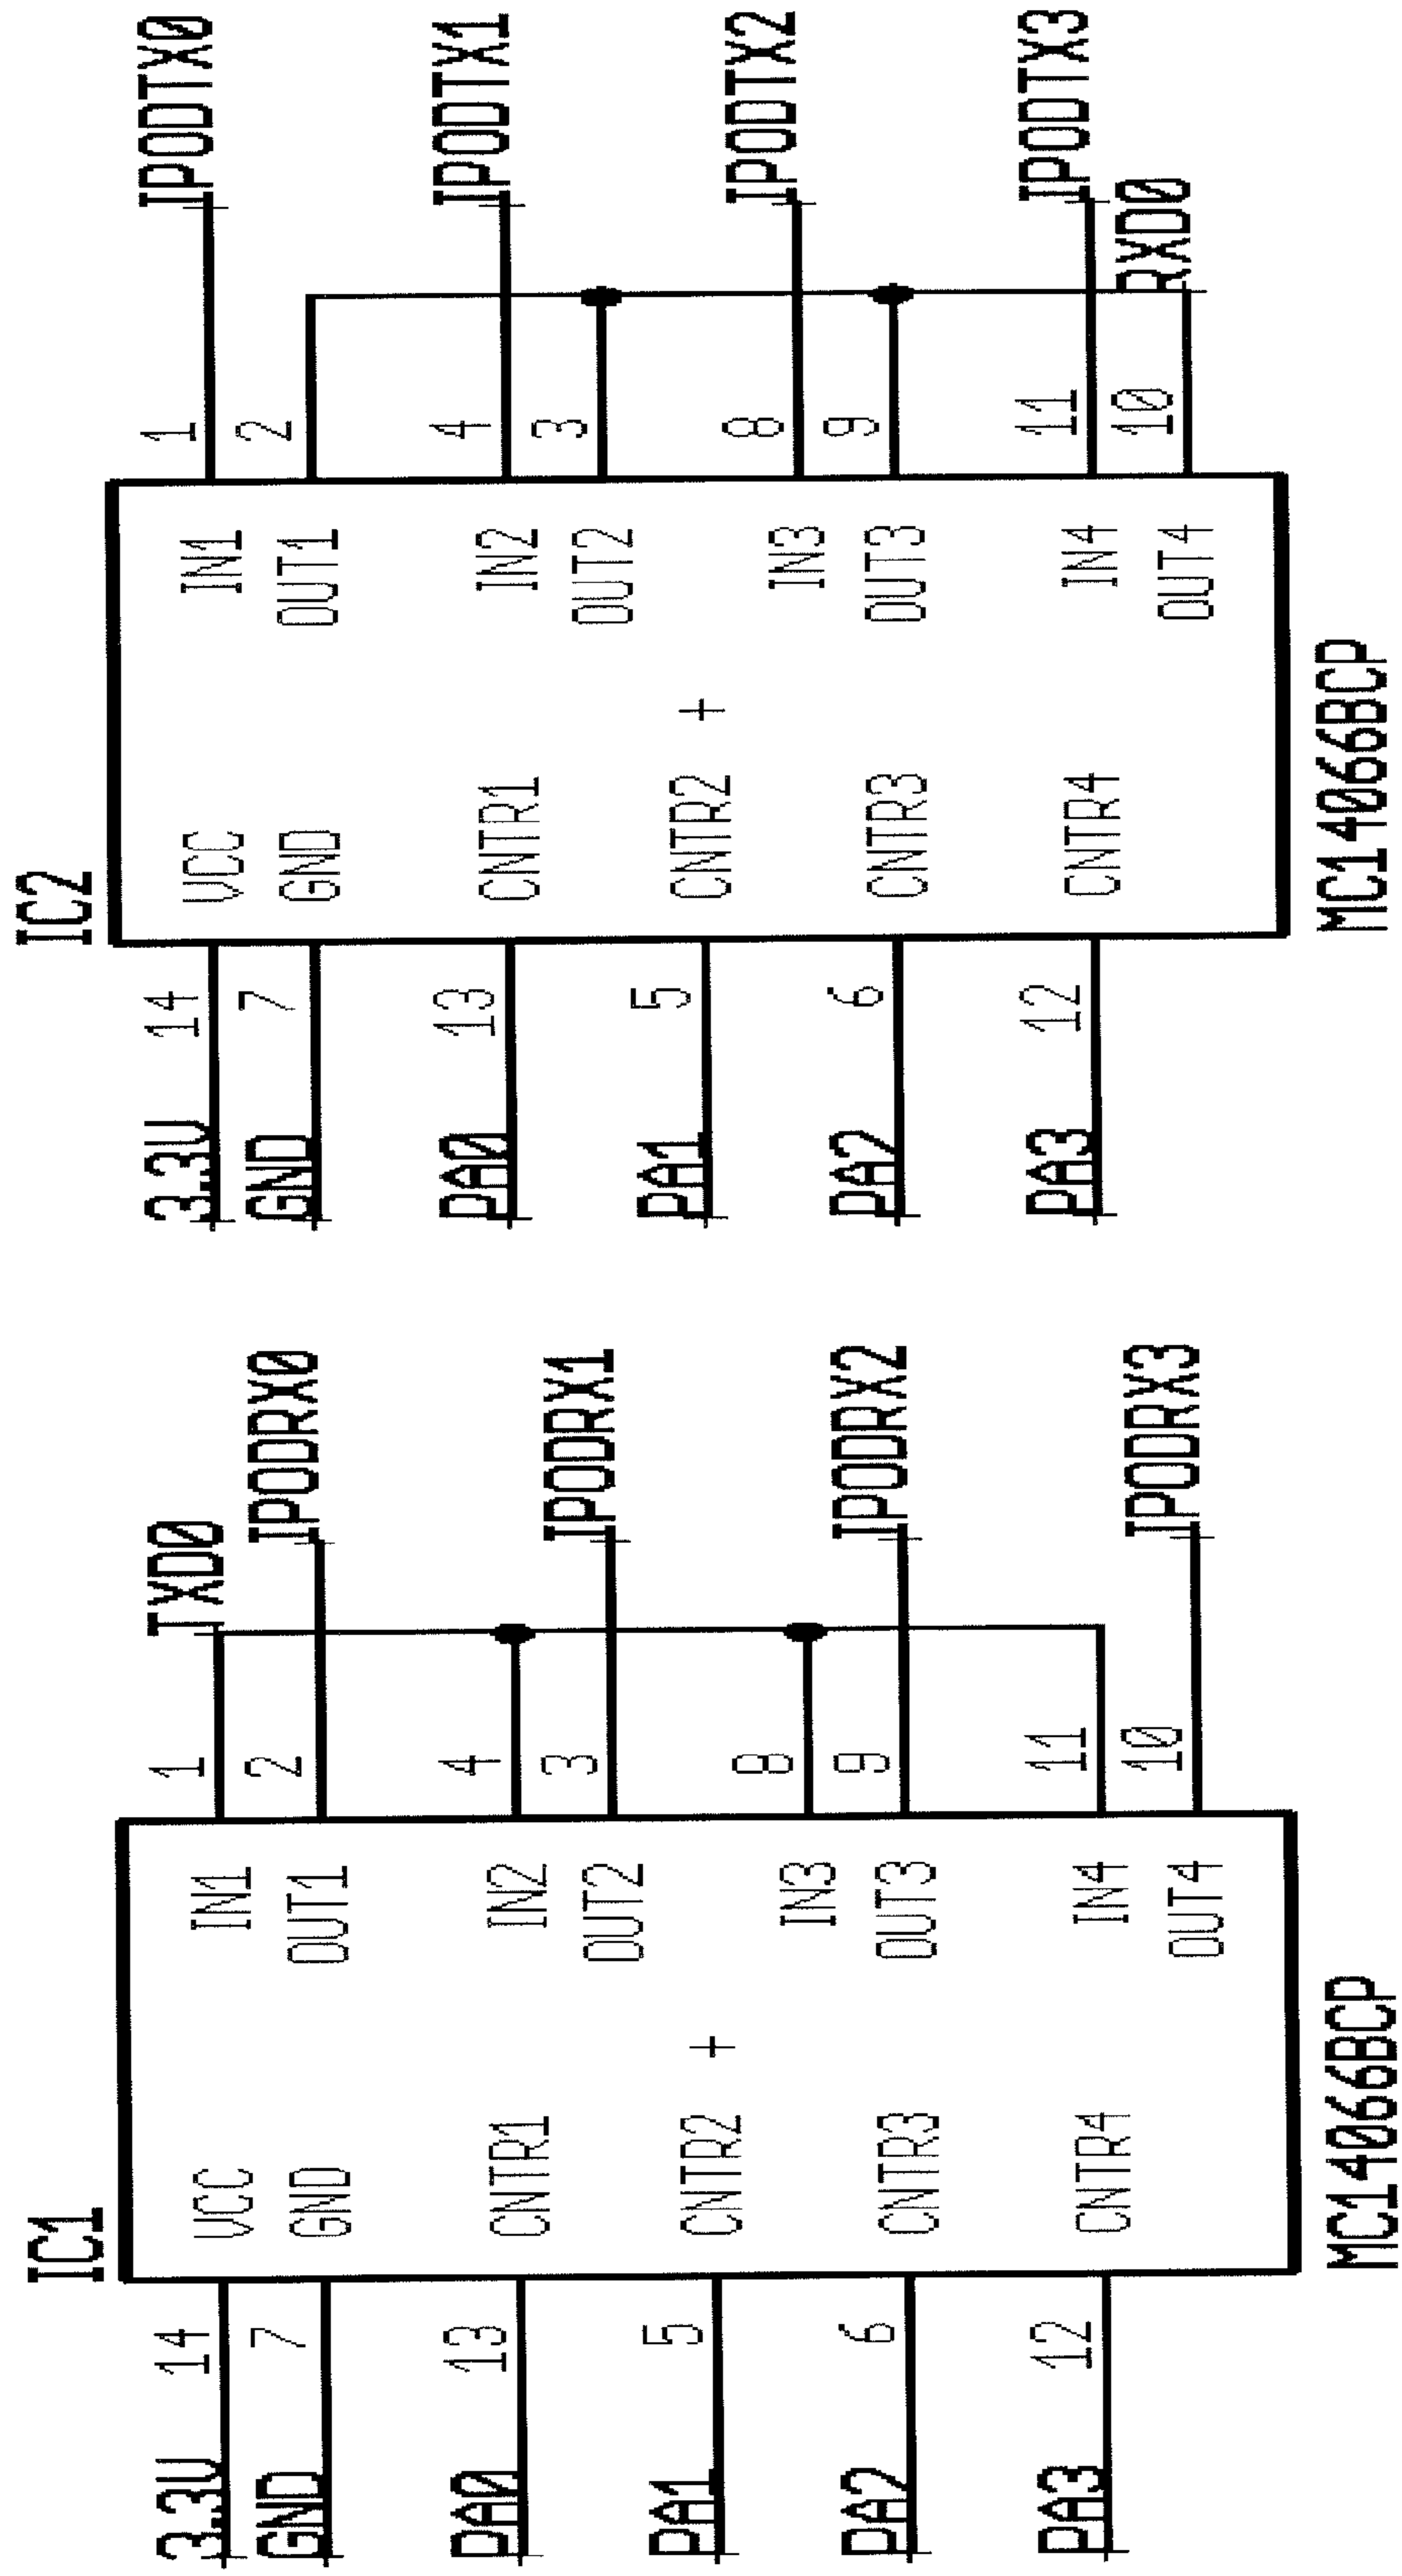 IC1
3.3V 14 VCC IN1 1 TXD0
GND 7 GND OUT1 2 IPODRX0
PA0 13 CNTR1 IN2 4
OUT2 3 IPODRX1
PA1 5 CNTR2
IN3 8
PA2 6 CNTR3 OUT3 9 IPODRX2
PA3 12 CNTR4 IN4 11
OUT4 10 IPODRX3
MC14066BCP
IC2
3.3V 14 VCC IN1 1 IPODTX0
GND 7 GND OUT1 2
PA0 13 CNTR1 IN2 4 IPODTX1
OUT2 3
PA1 5 CNTR2
IN3 8 IPODTX2
PA2 6 CNTR3 OUT3 9
PA3 12 CNTR4 IN4 11 IPODTX3
OUT4 10 RXD0
MC14066BCP